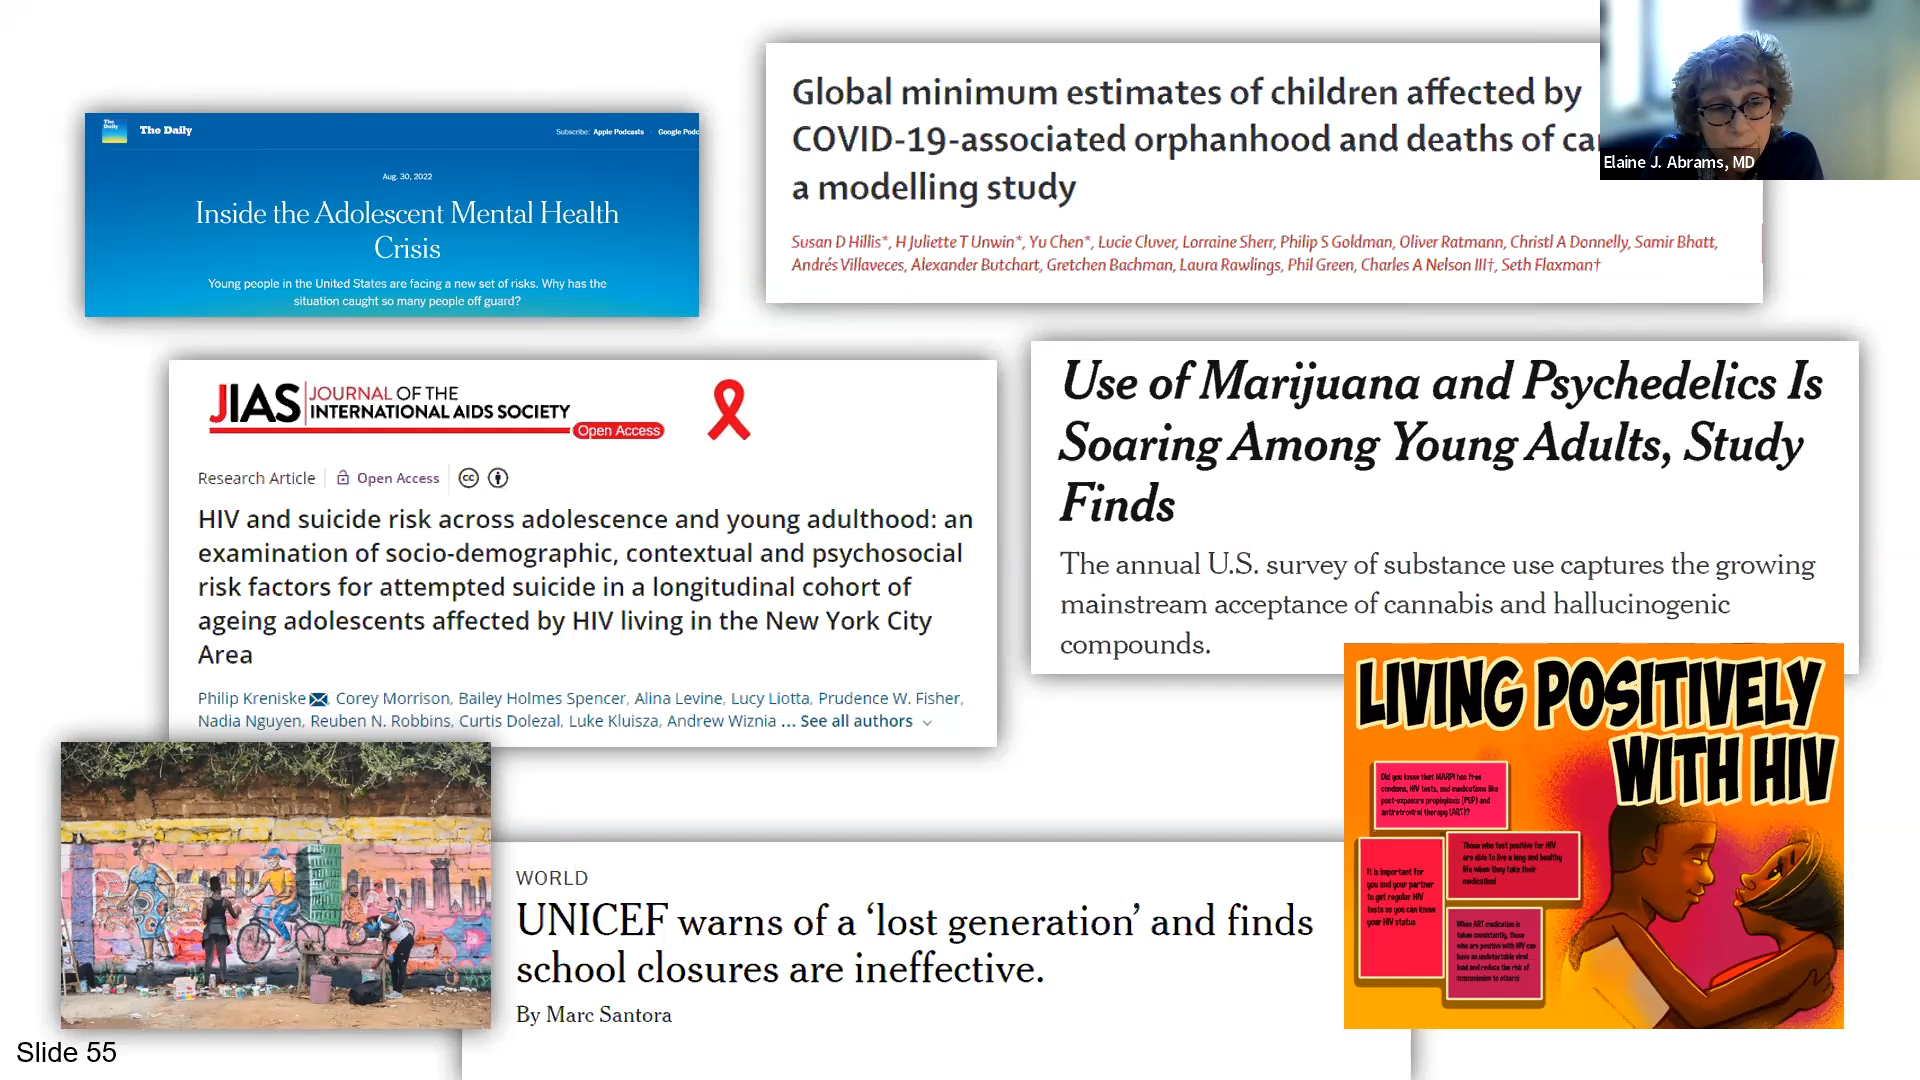 The Daily
The Daily
Subscribe: Apple Podcasts · Google Podc
Aug. 30, 2022
Inside the Adolescent Mental Health
Crisis
Young people in the United States are facing a new set of risks. Why has the
situation caught so many people off guard?
Global minimum estimates of children affected by
COVID-19-associated orphanhood and deaths of ca
a modelling study
Susan D Hillis*, H Juliette T Unwin*, Yu Chen*, Lucie Cluver, Lorraine Sherr, Philip S Goldman, Oliver Ratmann, Christl A Donnelly, Samir Bhatt,
Andrés Villaveces, Alexander Butchart, Gretchen Bachman, Laura Rawlings, Phil Green, Charles A Nelson III†, Seth Flaxman†
Elaine J. Abrams, MD
JIAS JOURNAL OF THE
INTERNATIONAL AIDS SOCIETY
Open Access
Research Article Open Access cc
HIV and suicide risk across adolescence and young adulthood: an
examination of socio-demographic, contextual and psychosocial
risk factors for attempted suicide in a longitudinal cohort of
ageing adolescents affected by HIV living in the New York City
Area
Philip Kreniske, Corey Morrison, Bailey Holmes Spencer, Alina Levine, Lucy Liotta, Prudence W. Fisher,
Nadia Nguyen, Reuben N. Robbins, Curtis Dolezal, Luke Kluisza, Andrew Wiznia ... See all authors
Use of Marijuana and Psychedelics Is
Soaring Among Young Adults, Study
Finds
The annual U.S. survey of substance use captures the growing
mainstream acceptance of cannabis and hallucinogenic
compounds.
LIVING POSITIVELY
WITH HIV
Did you know that MARPI has free
condoms, HIV tests, and medications like
post-exposure prophylaxis (PEP) and
antiretroviral therapy (ART)?
Those who test positive for HIV
are able to live a long and healthy
life when they take their
medication!
It is important for
you and your partner
to get regular HIV
tests so you can know
your HIV status
When ART medication is
taken consistently, those
who are positive with HIV can
have an undetectable viral
load and reduce the risk of
transmission to others!
WORLD
UNICEF warns of a ‘lost generation’ and finds
school closures are ineffective.
By Marc Santora
Slide 55